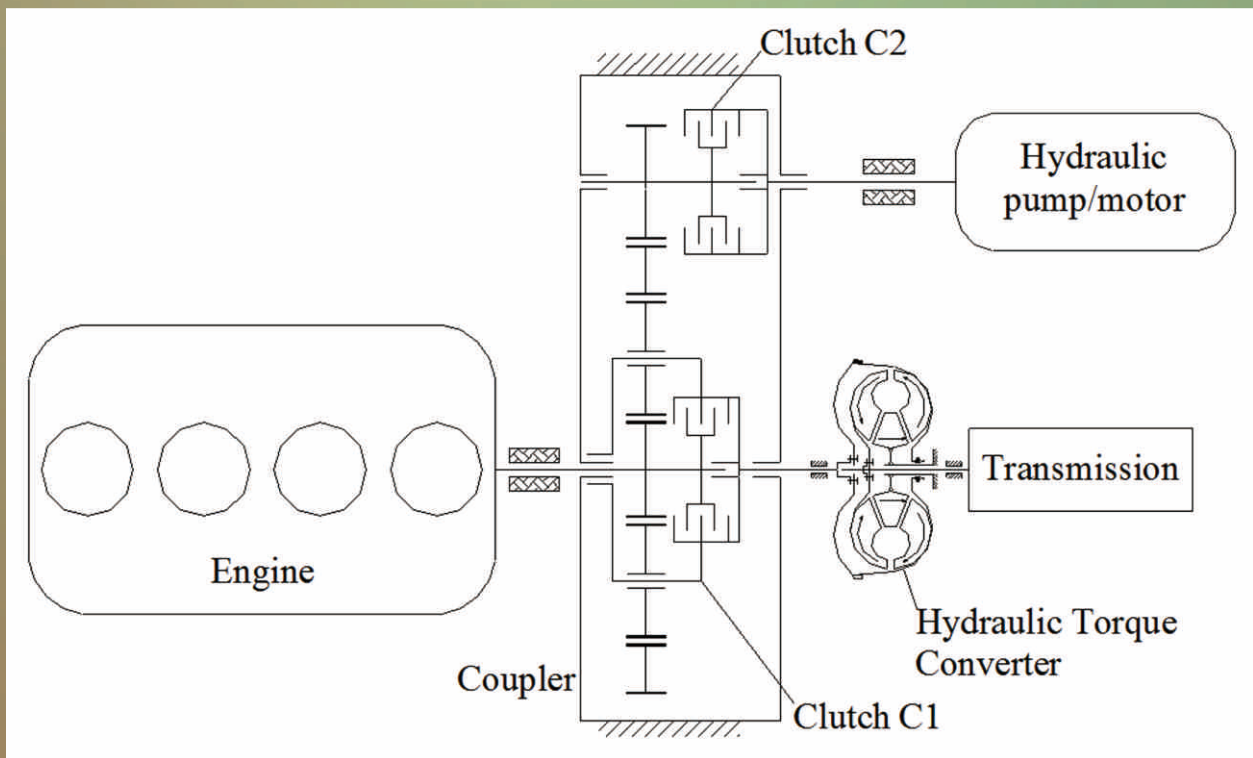 Clutch C2
Hydraulic
pump/motor
Engine
Transmission
Hydraulic Torque
Converter
Coupler
Clutch C1